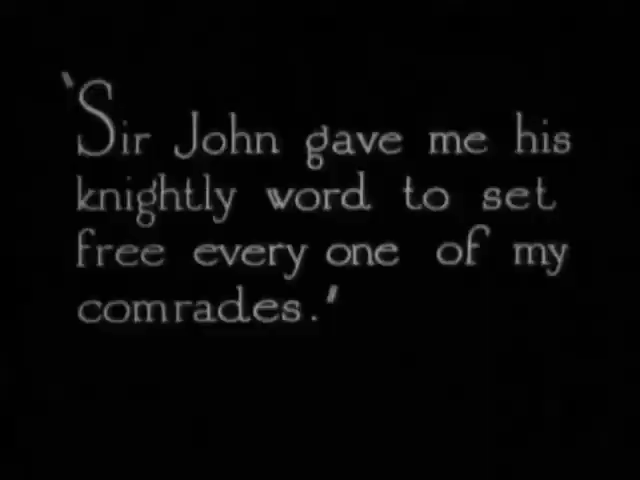 'Sir John gave me his
knightly word to set
free every one of my
comrades.'